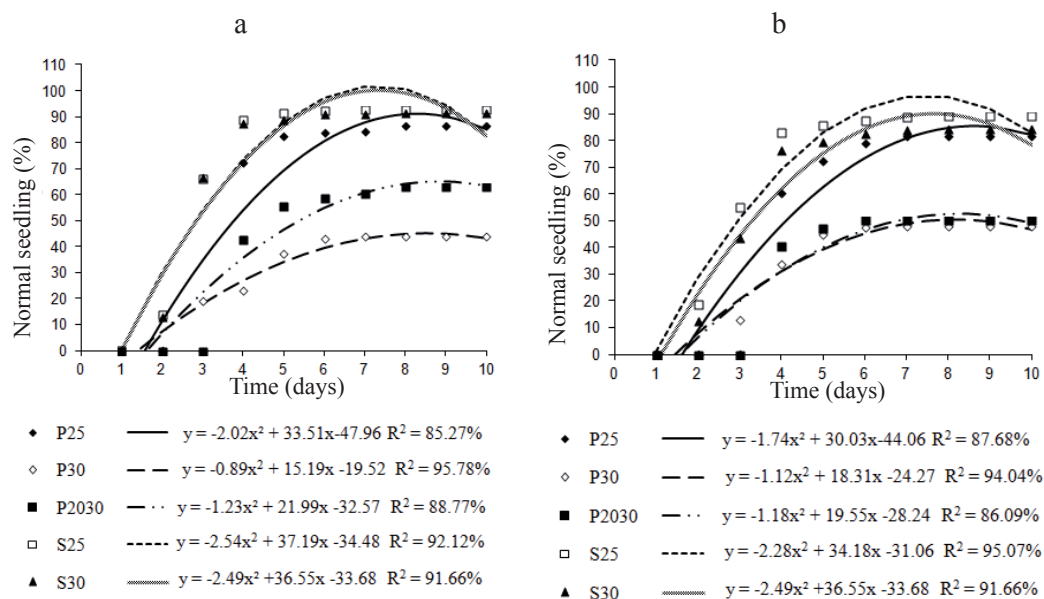 a
Normal seedling (%)
110
100
90
80
70
60
50
40
30
20
10
0
0 1 2 3 4 5 6 7 8 9 10
Time (days)
P25 y = -2.02x² + 33.51x-47.96 R² = 85.27%
P30 y = -0.89x² + 15.19x -19.52 R² = 95.78%
P2030 y = -1.23x² + 21.99x -32.57 R² = 88.77%
S25 y = -2.54x² + 37.19x -34.48 R² = 92.12%
S30 y = -2.49x² +36.55x -33.68 R² = 91.66%
b
Normal seedling (%)
110
100
90
80
70
60
50
40
30
20
10
0
0 1 2 3 4 5 6 7 8 9 10
Time (days)
P25 y = -1.74x² + 30.03x-44.06 R² = 87.68%
P30 y = -1.12x² + 18.31x -24.27 R² = 94.04%
P2030 y = -1.18x² + 19.55x -28.24 R² = 86.09%
S25 y = -2.28x² + 34.18x -31.06 R² = 95.07%
S30 y = -2.49x² +36.55x -33.68 R² = 91.66%